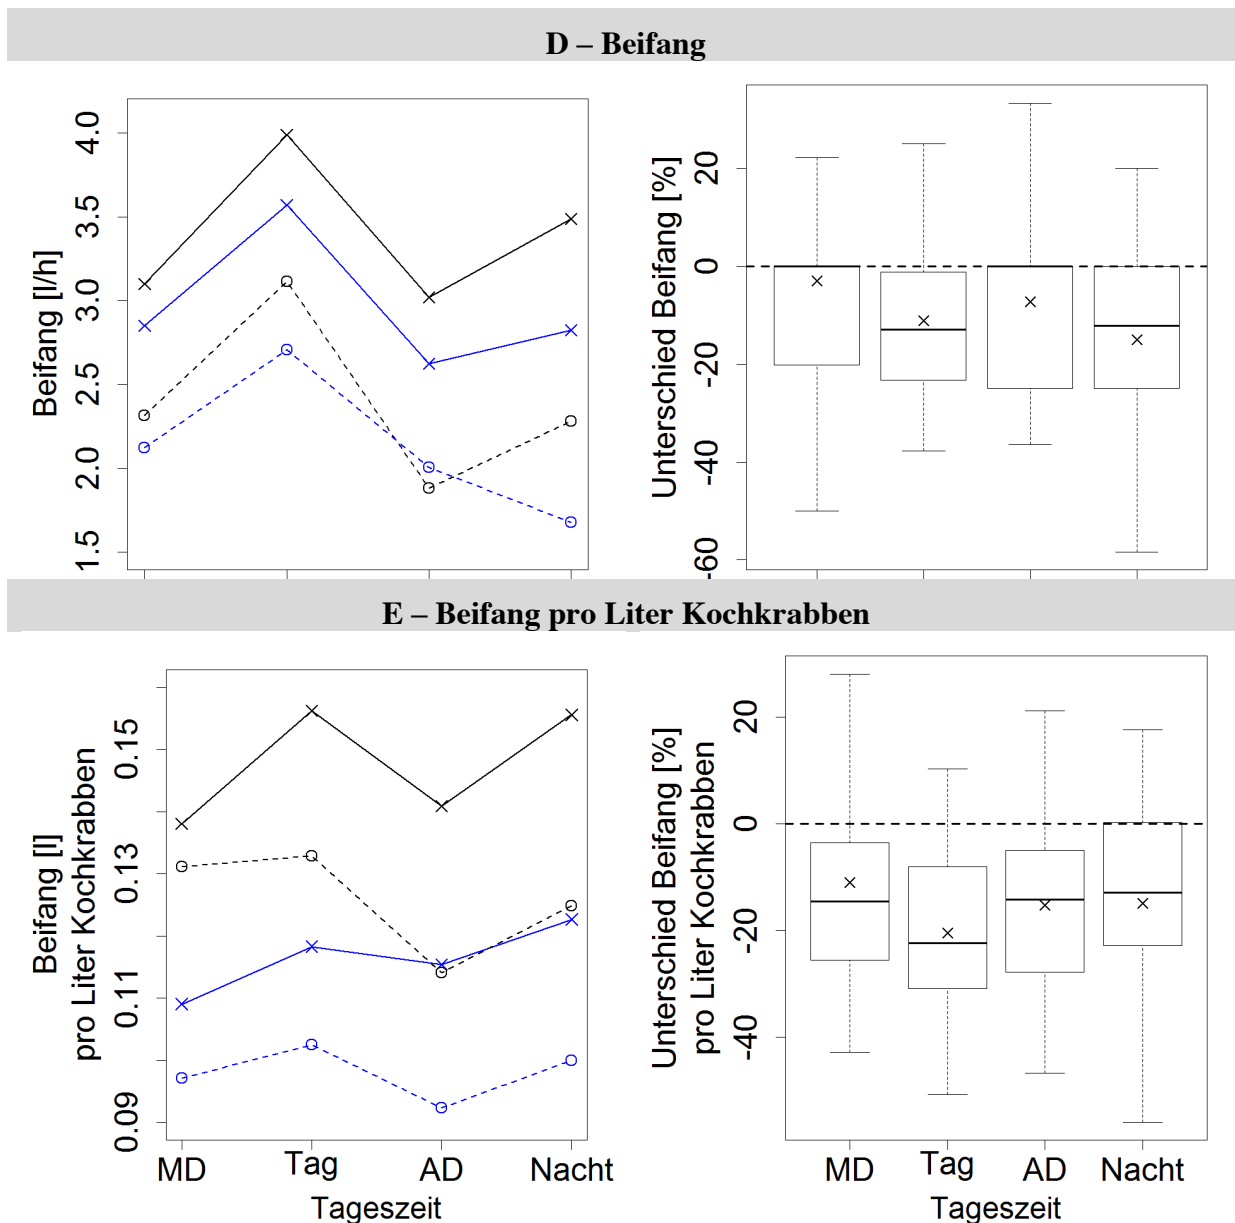 D – Beifang
Beifang [l/h]
4.0
3.5
3.0
2.5
2.0
1.5
Unterschied Beifang [%]
20
0
-20
-40
-60
E – Beifang pro Liter Kochkrabben
Beifang [l]
pro Liter Kochkrabben
0.15
0.13
0.11
0.09
MD
Tag
AD
Nacht
Tageszeit
Unterschied Beifang [%]
pro Liter Kochkrabben
20
0
-20
-40
MD
Tag
AD
Nacht
Tageszeit